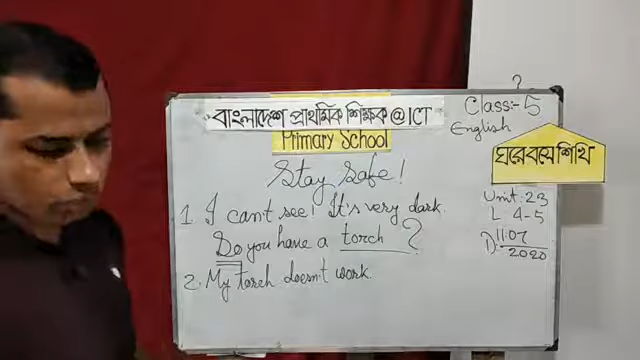 বাংলাদেশ প্রাথমিক শিক্ষক @ ICT
Primary School
Class:- 5
English
ঘরে বসে শিখি
Stay Safe!
Unit: 23
L 4-5
11.07
2020
1. I can't see! It's very dark.
Do you have a torch ?
2. My torch doesn't work.